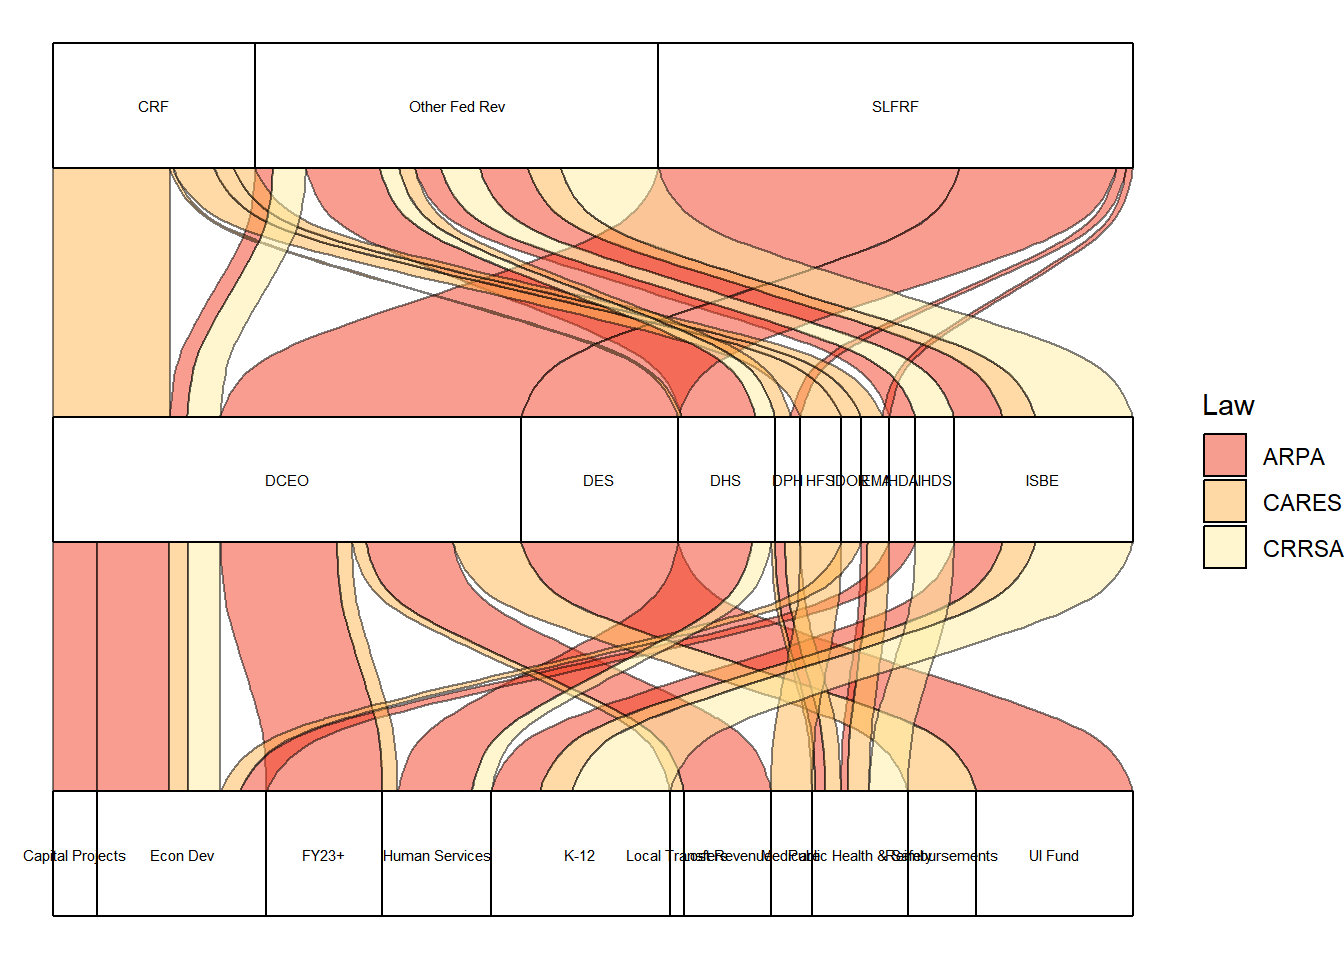 CRF
Other Fed Rev
SLFRF
DCEO
DES
DHS
DPH
HFS
IDOR
IEMA
IHDA
IHDS
ISBE
Capital Projects
Econ Dev
FY23+
Human Services
K-12
Local Transfers
Lost Revenue
Medicaid
Public Health & Safety
Reimbursements
UI Fund
Law
ARPA
CARES
CRRSA